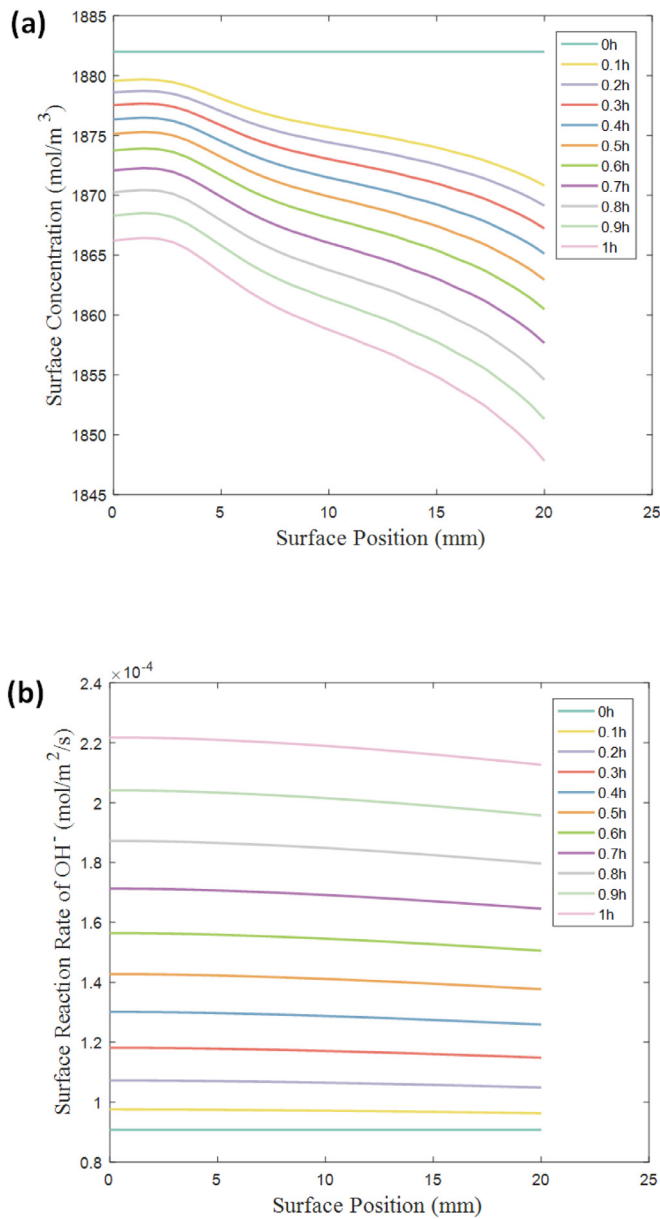 (a)
1885
1880
1875
1870
1865
1860
1855
1850
1845
Surface Concentration (mol/m³)
0 5 10 15 20 25
Surface Position (mm)
0h
0.1h
0.2h
0.3h
0.4h
0.5h
0.6h
0.7h
0.8h
0.9h
1h
(b)
×10⁻⁴
2.4
2.2
2
1.8
1.6
1.4
1.2
1
0.8
Surface Reaction Rate of OH⁻ (mol/m²/s)
0 5 10 15 20 25
Surface Position (mm)
0h
0.1h
0.2h
0.3h
0.4h
0.5h
0.6h
0.7h
0.8h
0.9h
1h